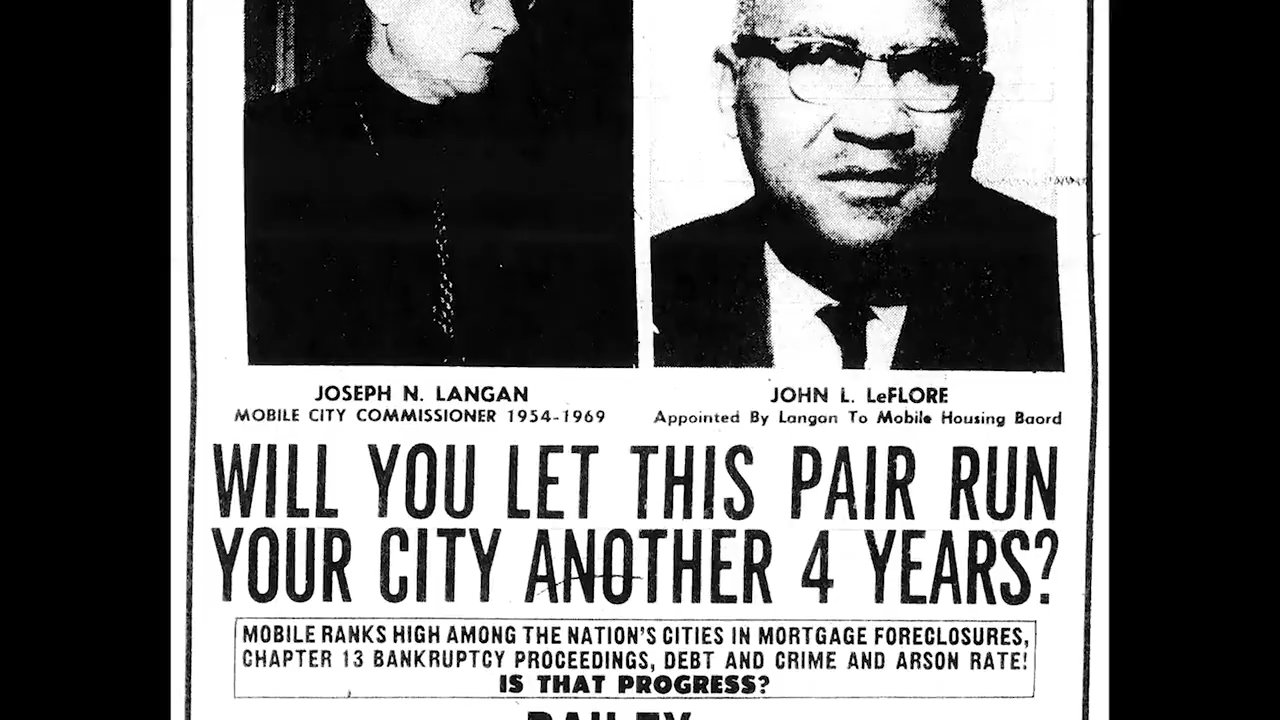 JOSEPH N. LANGAN
MOBILE CITY COMMISSIONER 1954-1969
JOHN L. LeFLORE
Appointed By Langan To Mobile Housing Baord
WILL YOU LET THIS PAIR RUN
YOUR CITY ANOTHER 4 YEARS?
MOBILE RANKS HIGH AMONG THE NATION'S CITIES IN MORTGAGE FORECLOSURES,
CHAPTER 13 BANKRUPTCY PROCEEDINGS, DEBT AND CRIME AND ARSON RATE!
IS THAT PROGRESS?
BAILEY